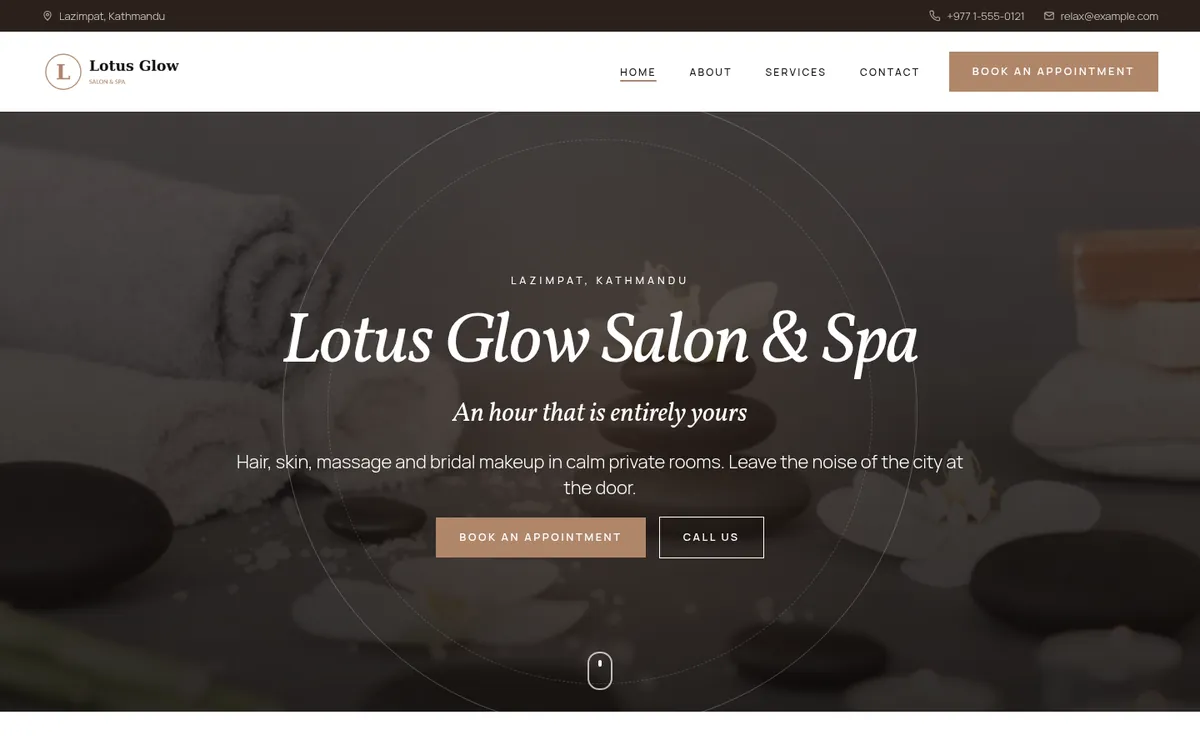 Lazimpat, Kathmandu
+977 1-555-0121
relax@example.com
L
Lotus Glow
SALON & SPA
HOME
ABOUT
SERVICES
CONTACT
BOOK AN APPOINTMENT
LAZIMPAT, KATHMANDU
Lotus Glow Salon & Spa
An hour that is entirely yours
Hair, skin, massage and bridal makeup in calm private rooms. Leave the noise of the city at
the door.
BOOK AN APPOINTMENT
CALL US